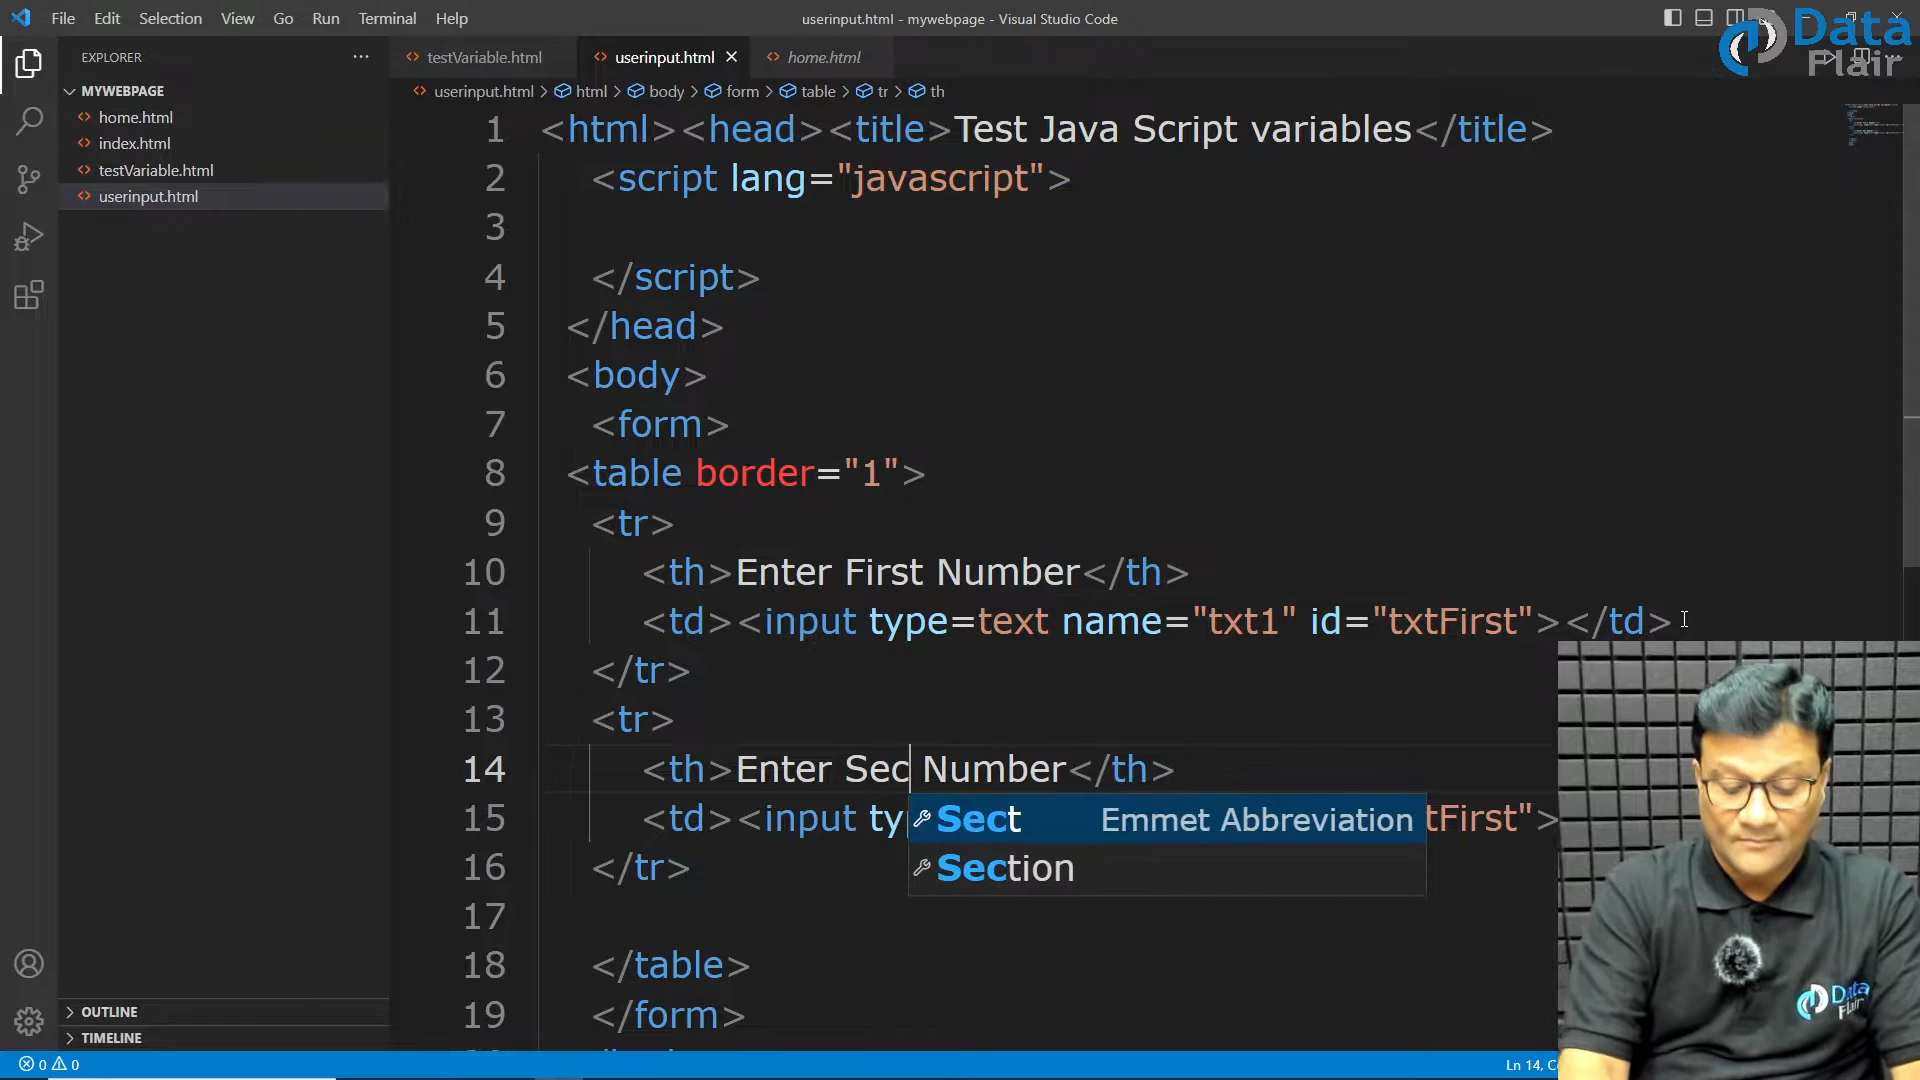 File Edit Selection View Go Run Terminal Help
userinput.html - mywebpage - Visual Studio Code
Data
Flair
EXPLORER
testVariable.html
userinput.html
home.html
MYWEBPAGE
home.html
index.html
testVariable.html
userinput.html
userinput.html > html > body > form > table > tr > th
1 <html><head><title>Test Java Script variables</title>
2 <script lang="javascript">
3
4 </script>
5 </head>
6 <body>
7 <form>
8 <table border="1">
9 <tr>
10 <th>Enter First Number</th>
11 <td><input type=text name="txt1" id="txtFirst"></td>
12 </tr>
13 <tr>
14 <th>Enter Sec Number</th>
15 <td><input ty
tFirst">
Sect Emmet Abbreviation
Section
16 </tr>
17
18 </table>
19 </form>
OUTLINE
TIMELINE
0 0
Ln 14, C
Data
Flair